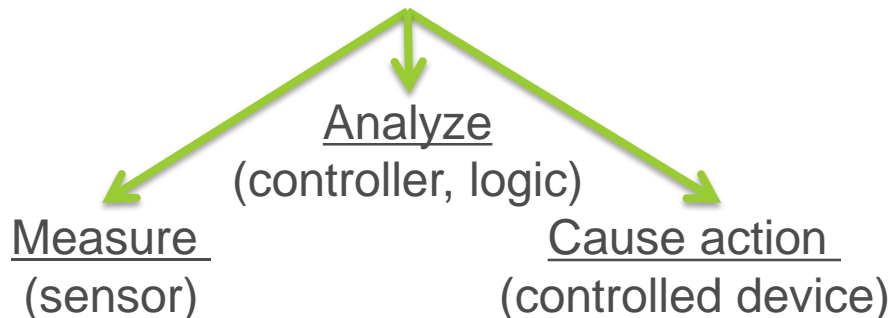 Analyze
(controller, logic)
Measure
(sensor)
Cause action
(controlled device)